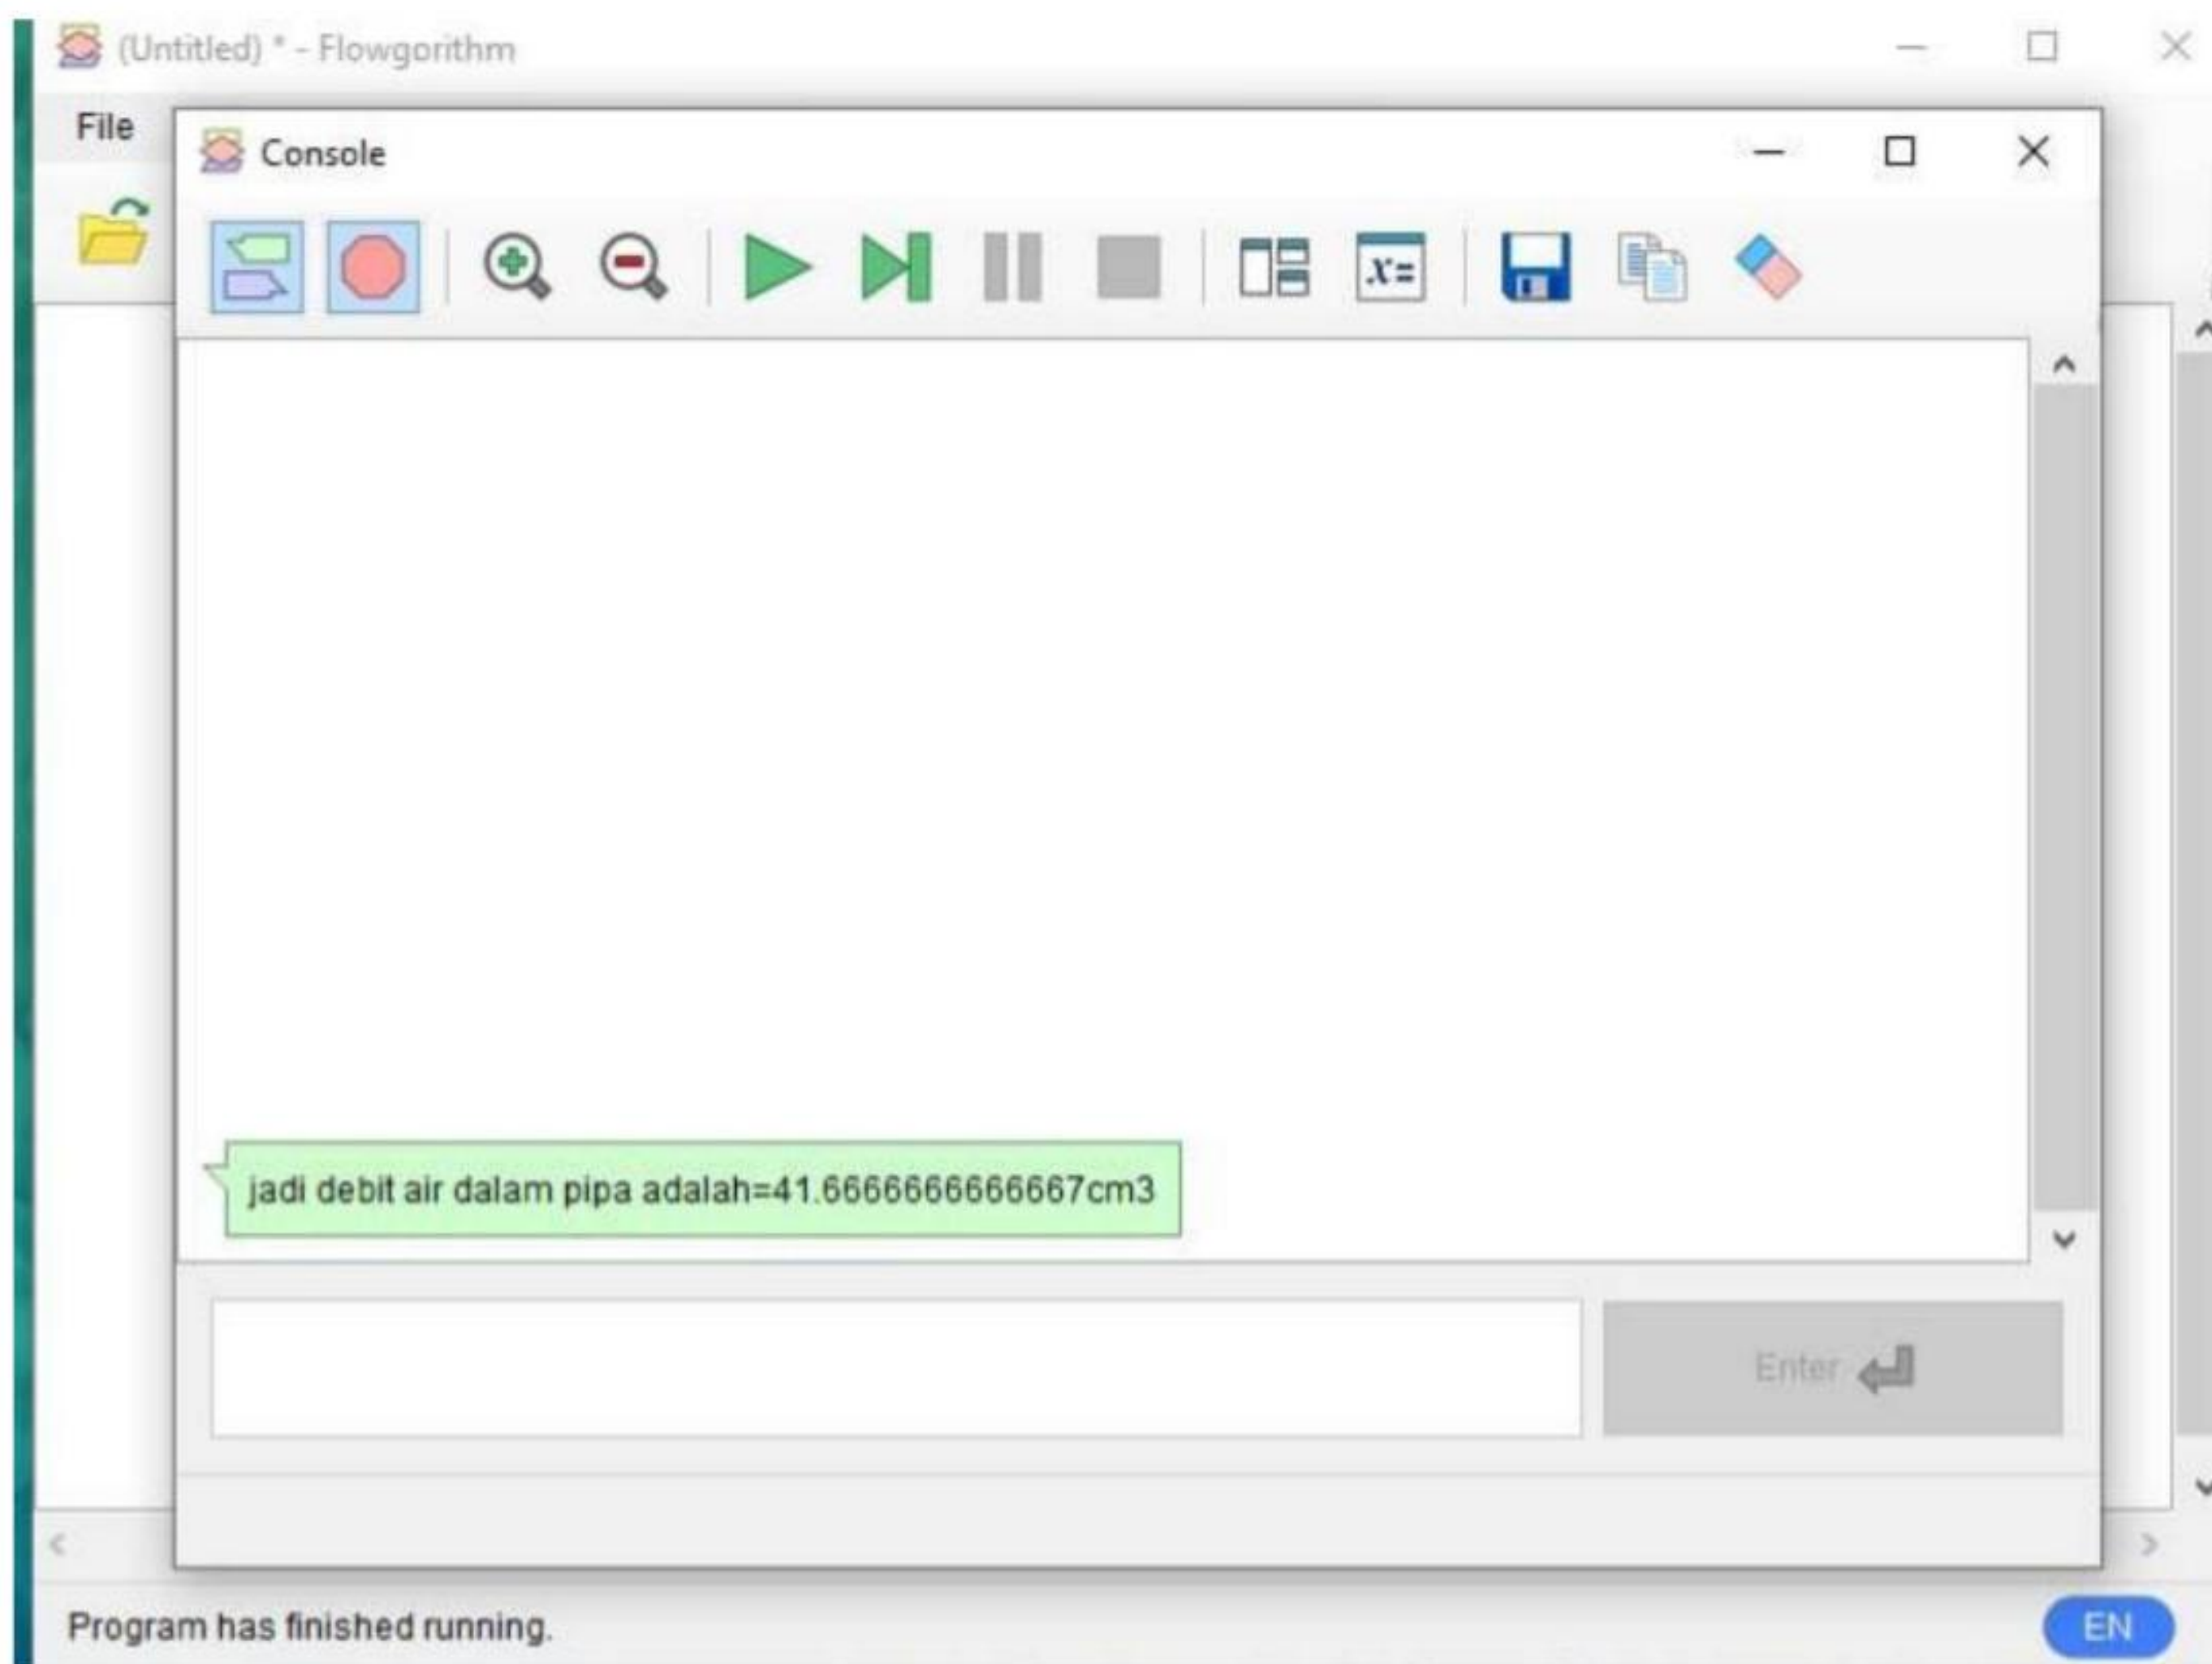 (Untitled) * - Flowgorithm
File
Console
x=
jadi debit air dalam pipa adalah=41.6666666666667cm3
Enter
Program has finished running.
EN